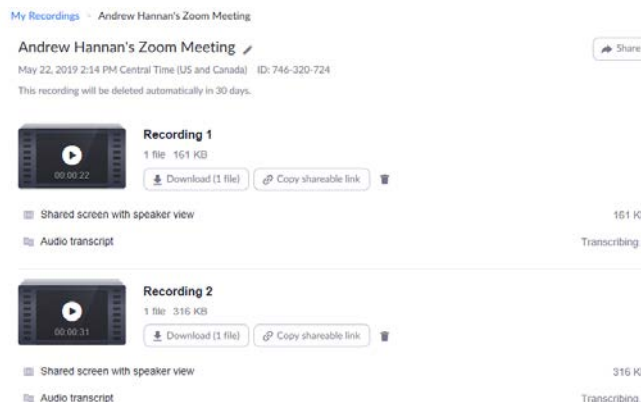 My Recordings Andrew Hannan's Zoom Meeting
Andrew Hannan's Zoom Meeting
Share
May 22, 2019 2:14 PM Central Time (US and Canada) ID: 746-320-724
This recording will be deleted automatically in 30 days.
Recording 1
1 file 161 KB
00:00:22
Download (1 file) Copy shareable link
Shared screen with speaker view 161 K
Audio transcript Transcribing
Recording 2
1 file 316 KB
00:00:31
Download (1 file) Copy shareable link
Shared screen with speaker view 316 K
Audio transcript Transcribing